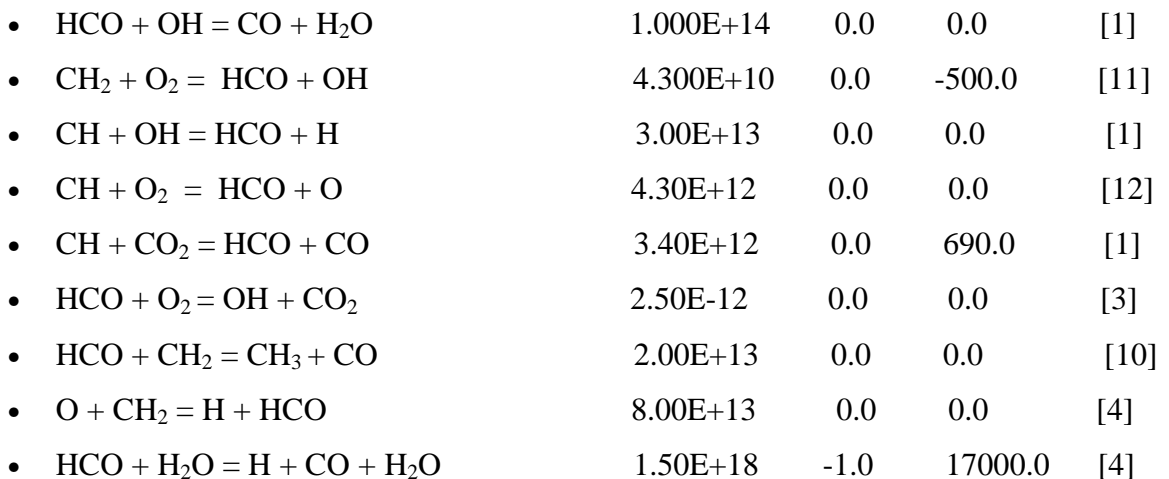 • HCO + OH = CO + H₂O 1.000E+14 0.0 0.0 [1]
• CH₂ + O₂ = HCO + OH 4.300E+10 0.0 -500.0 [11]
• CH + OH = HCO + H 3.00E+13 0.0 0.0 [1]
• CH + O₂ = HCO + O 4.30E+12 0.0 0.0 [12]
• CH + CO₂ = HCO + CO 3.40E+12 0.0 690.0 [1]
• HCO + O₂ = OH + CO₂ 2.50E-12 0.0 0.0 [3]
• HCO + CH₂ = CH₃ + CO 2.00E+13 0.0 0.0 [10]
• O + CH₂ = H + HCO 8.00E+13 0.0 0.0 [4]
• HCO + H₂O = H + CO + H₂O 1.50E+18 -1.0 17000.0 [4]